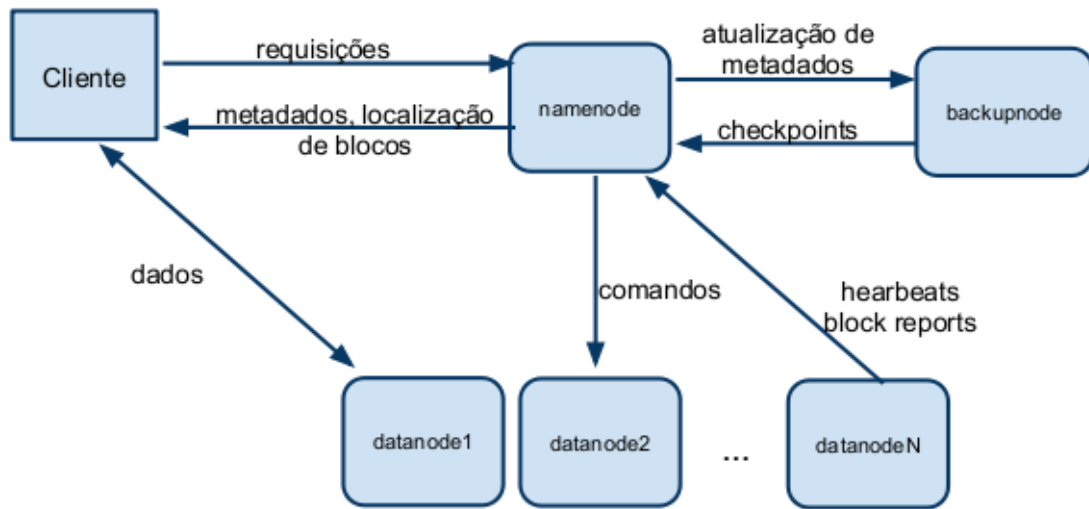 Cliente
requisições
metadados, localização
de blocos
namenode
atualização de
metadados
checkpoints
backupnode
dados
comandos
hearbeats
block reports
datanode1
datanode2
...
datanodeN